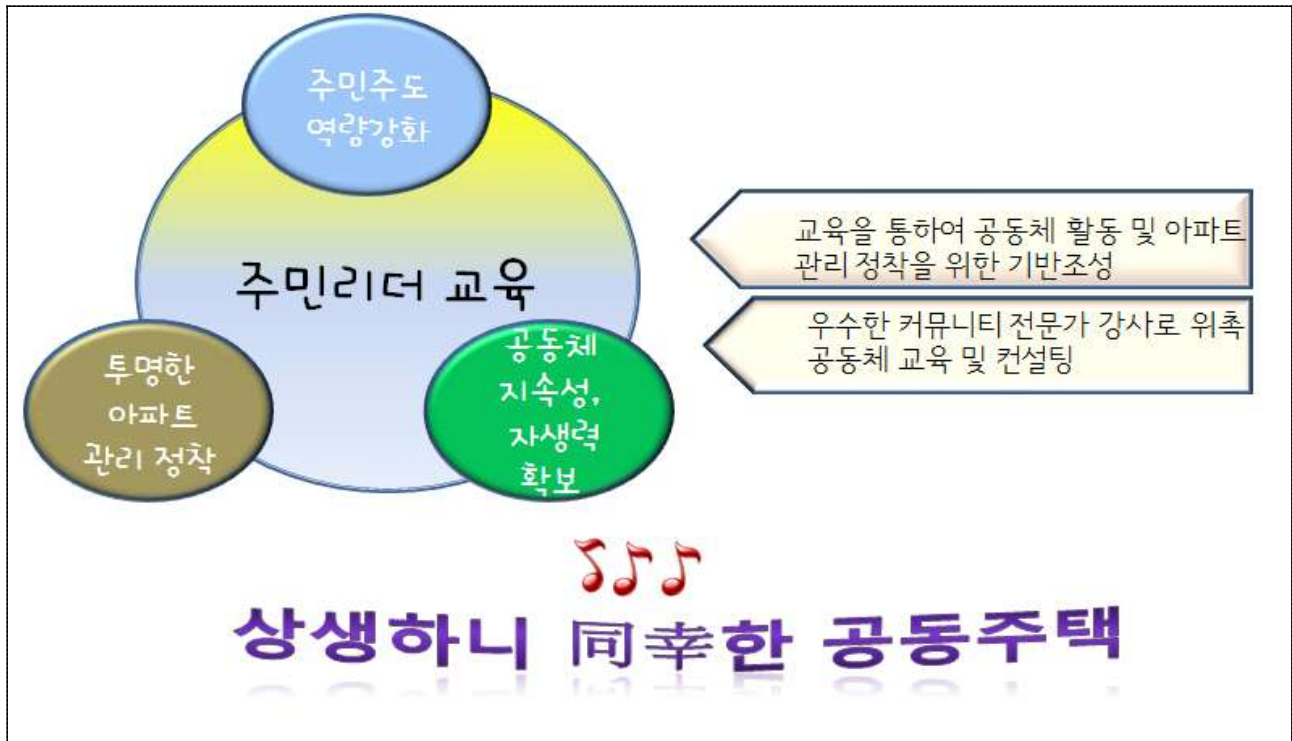 주민주도
역량강화
주민리더 교육
투명한
아파트
관리 정착
공동체
지속성,
자생력
확보
교육을 통하여 공동체 활동 및 아파트
관리 정착을 위한 기반조성
우수한 커뮤니티 전문가 강사로 위촉
공동체 교육 및 컨설팅
상생하니 同幸한 공동주택